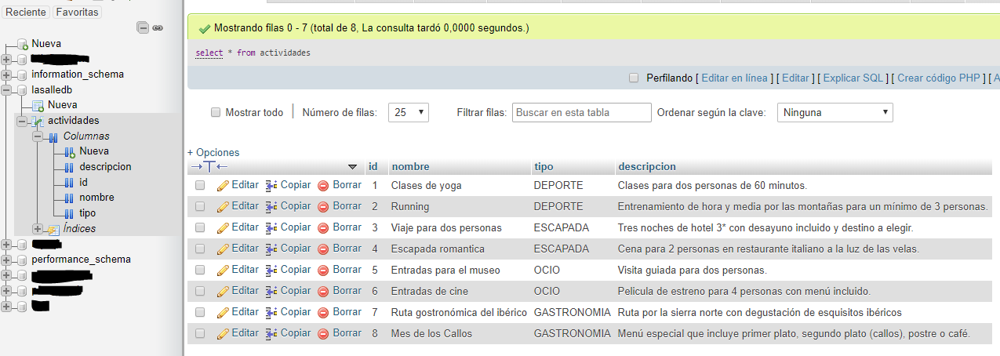 Reciente Favoritas
Nueva
information_schema
lasalledb
Nueva
actividades
Columnas
Nueva
descripcion
id
nombre
tipo
Índices
performance_schema
Mostrando filas 0 - 7 (total de 8, La consulta tardó 0,0000 segundos.)
select * from actividades
Perfilando [ Editar en línea ] [ Editar ] [ Explicar SQL ] [ Crear código PHP ] [ A
Mostrar todo | Número de filas: 25 Filtrar filas: Buscar en esta tabla Ordenar según la clave: Ninguna
+ Opciones
id nombre tipo descripcion
Editar Copiar Borrar 1 Clases de yoga DEPORTE Clases para dos personas de 60 minutos.
Editar Copiar Borrar 2 Running DEPORTE Entrenamiento de hora y media por las montañas para un mínimo de 3 personas.
Editar Copiar Borrar 3 Viaje para dos personas ESCAPADA Tres noches de hotel 3* con desayuno incluido y destino a elegir.
Editar Copiar Borrar 4 Escapada romantica ESCAPADA Cena para 2 personas en restaurante italiano a la luz de las velas.
Editar Copiar Borrar 5 Entradas para el museo OCIO Visita guiada para dos personas.
Editar Copiar Borrar 6 Entradas de cine OCIO Pelicula de estreno para 4 personas con menú incluido.
Editar Copiar Borrar 7 Ruta gostronómica del ibérico GASTRONOMIA Ruta por la sierra norte con degustación de esquisitos ibéricos
Editar Copiar Borrar 8 Mes de los Callos GASTRONOMIA Menú especial que incluye primer plato, segundo plato (callos), postre o café.